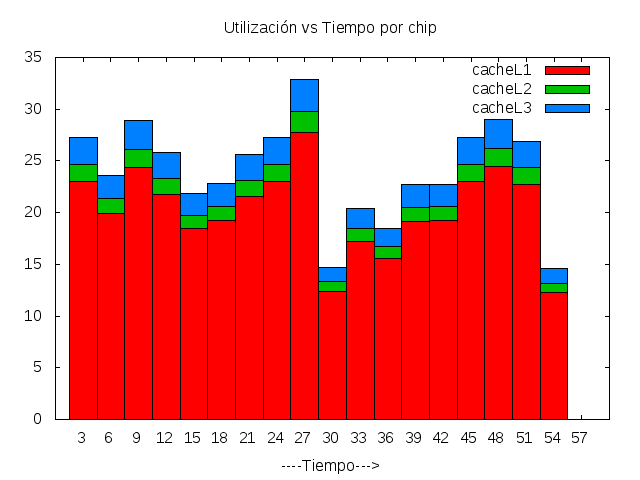 Utilización vs Tiempo por chip
35
30
25
20
15
10
5
0
cacheL1
cacheL2
cacheL3
3 6 9 12 15 18 21 24 27 30 33 36 39 42 45 48 51 54 57
----Tiempo--->